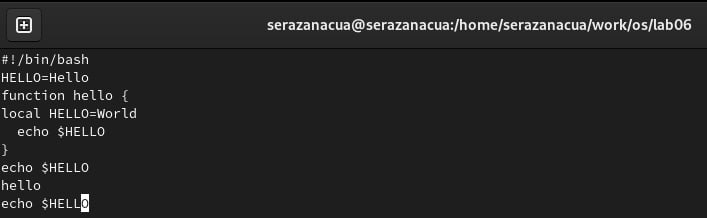 serazanacua@serazanacua:/home/serazanacua/work/os/lab06
#!/bin/bash
HELLO=Hello
function hello {
local HELLO=World
  echo $HELLO
}
echo $HELLO
hello
echo $HELLO